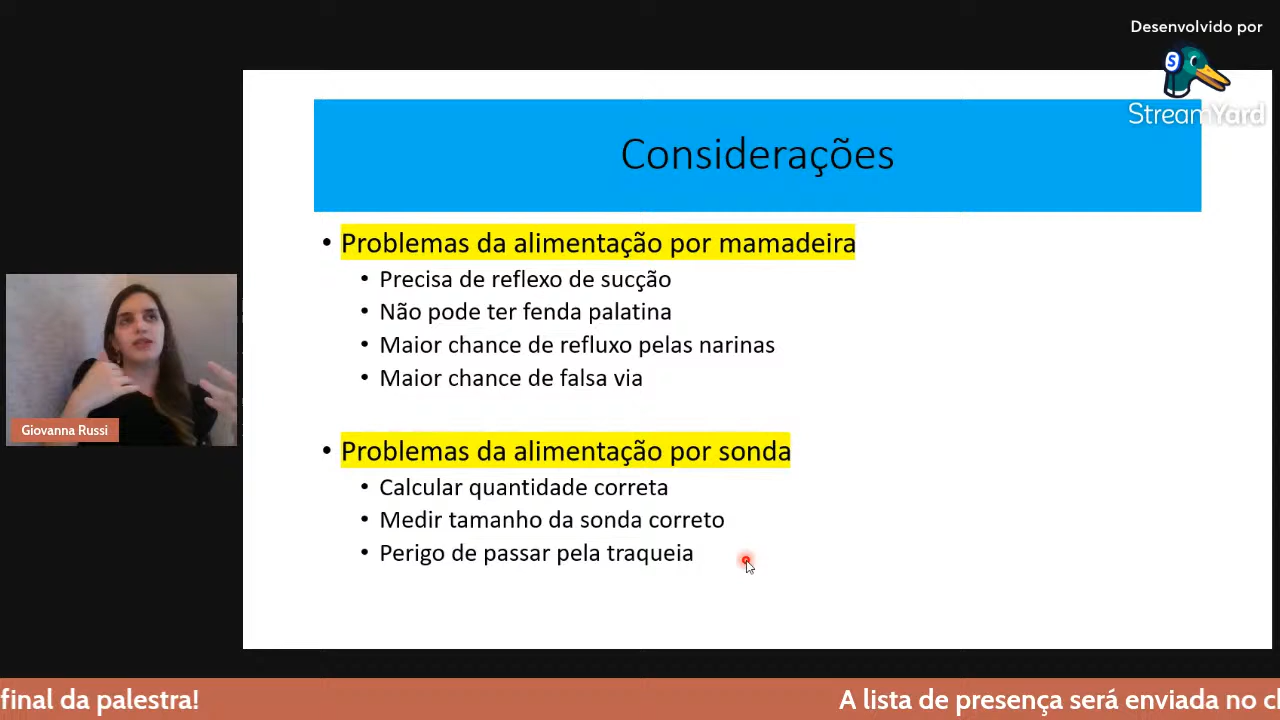 Desenvolvido por
StreamYard
Considerações
• Problemas da alimentação por mamadeira
• Precisa de reflexo de sucção
• Não pode ter fenda palatina
• Maior chance de refluxo pelas narinas
• Maior chance de falsa via
• Problemas da alimentação por sonda
• Calcular quantidade correta
• Medir tamanho da sonda correto
• Perigo de passar pela traqueia
Giovanna Russi
final da palestra! A lista de presença será enviada no